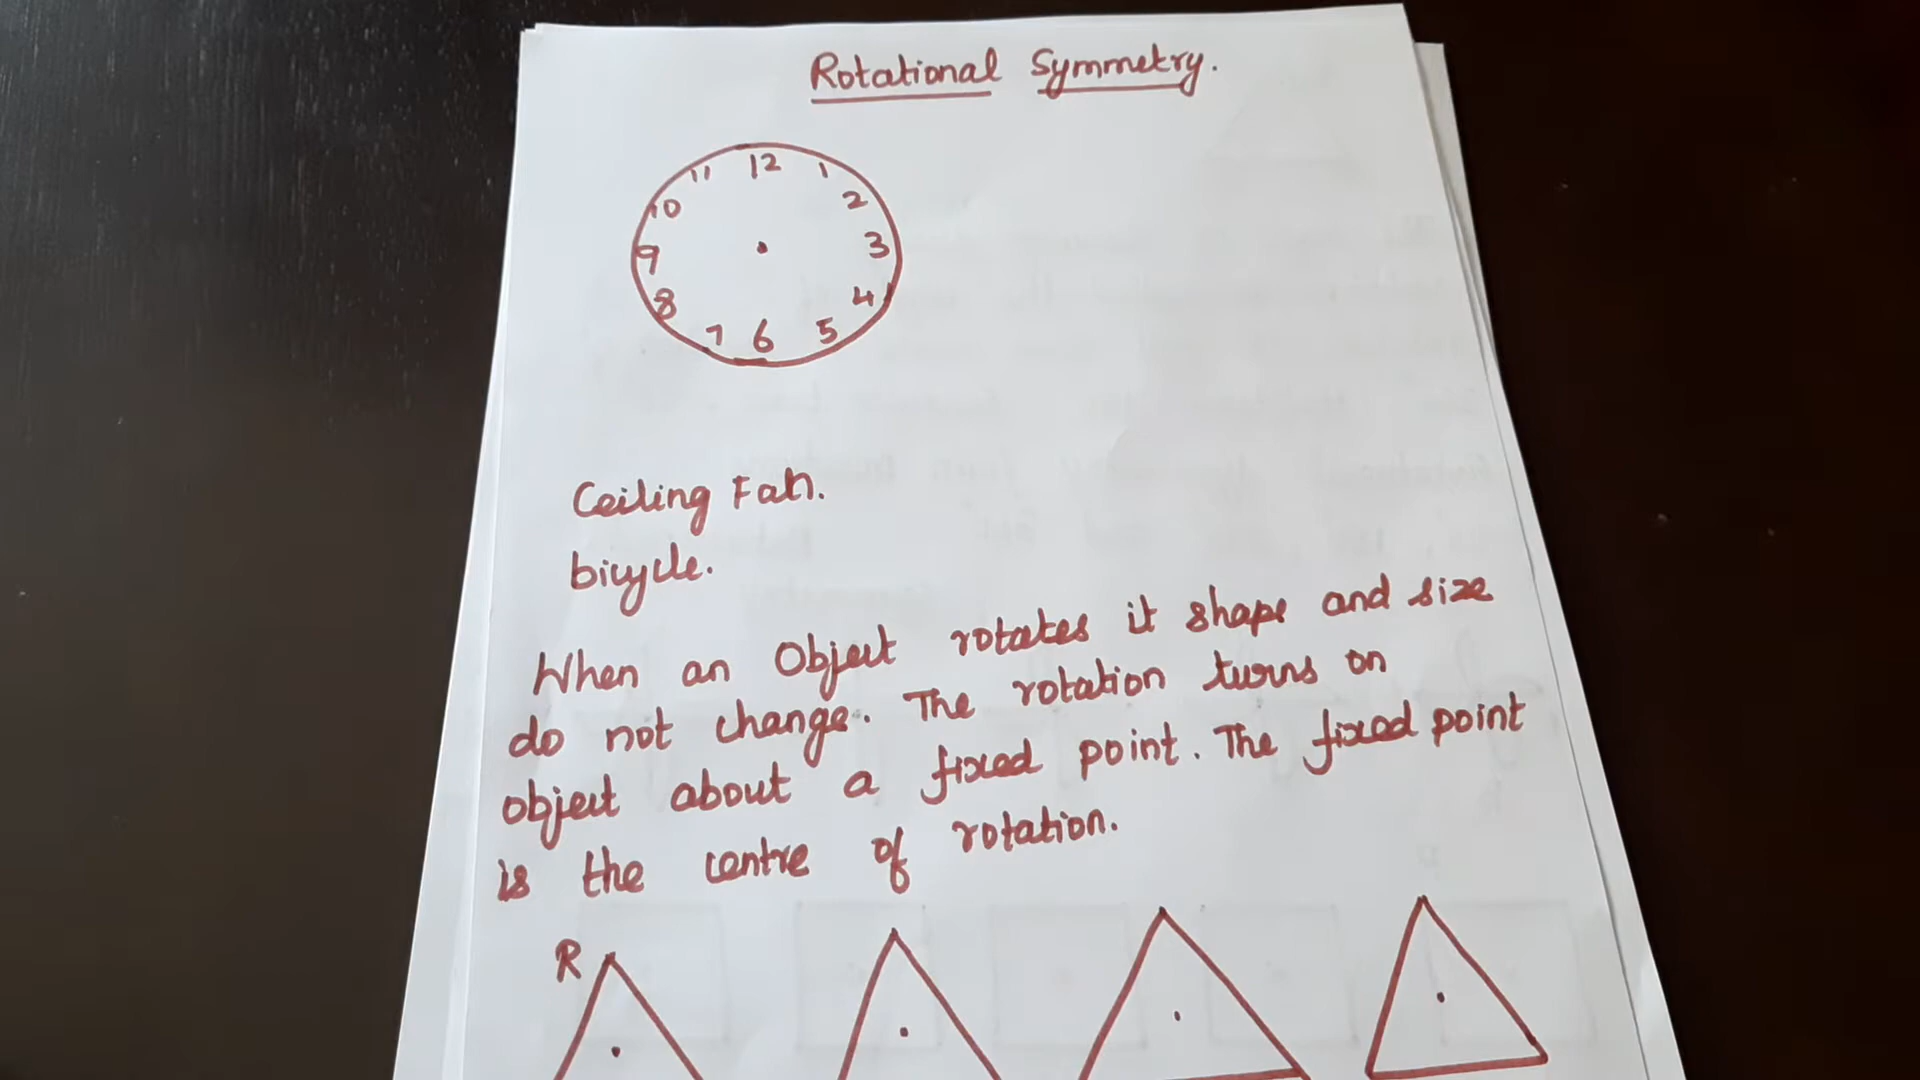 Rotational Symmetry.
12
11 1
10 2
9 3
8 4
7 6 5
Ceiling Fan.
bicycle.
When an Object rotates it shape and size
do not change. The rotation turns on
object about a fixed point. The fixed point
is the centre of rotation.
R